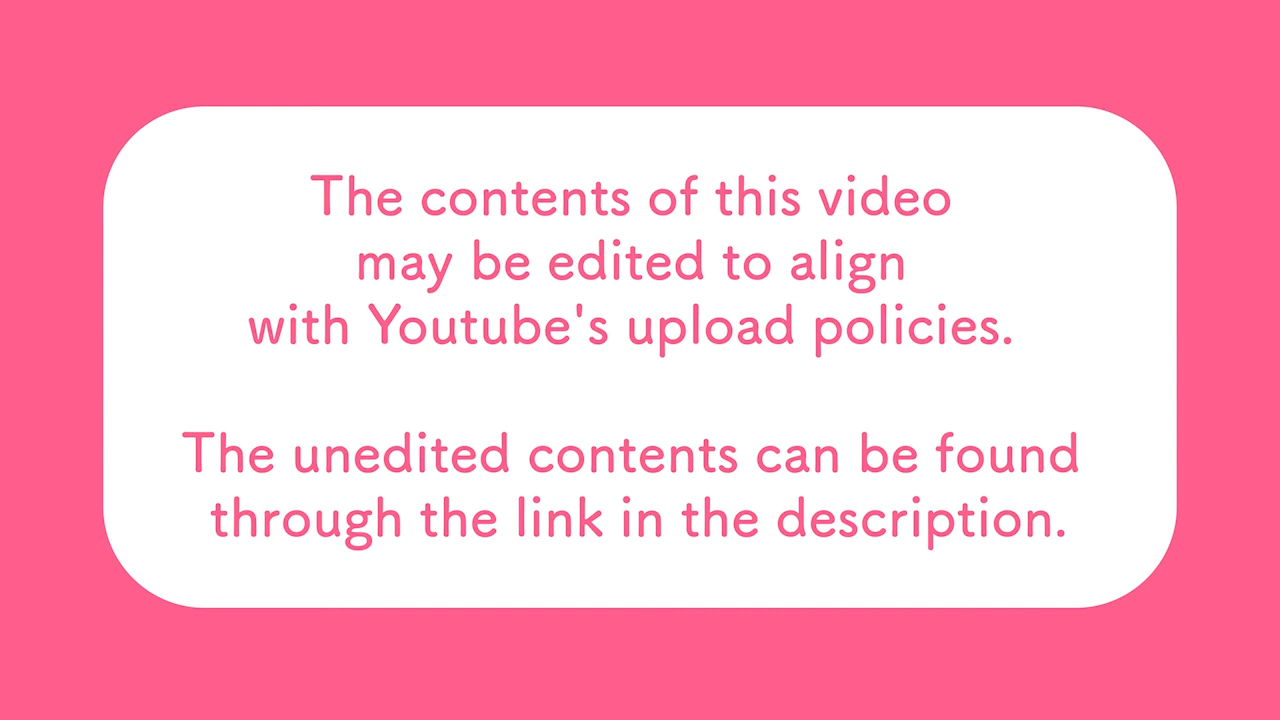 The contents of this video
may be edited to align
with Youtube's upload policies.
The unedited contents can be found
through the link in the description.